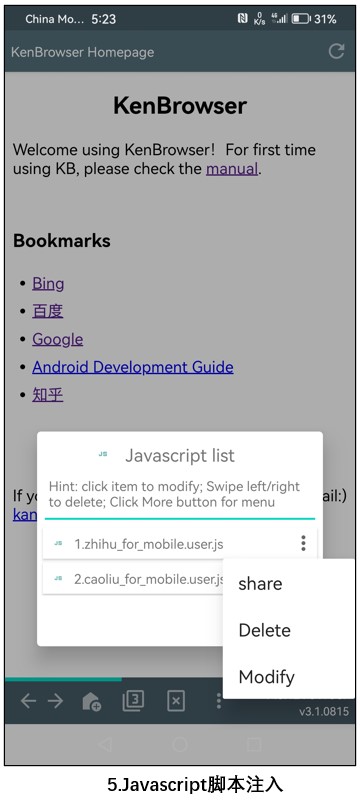 China Mo... 5:23
0 K/s 31%
KenBrowser Homepage
KenBrowser
Welcome using KenBrowser！ For first time
using KB, please check the manual.
Bookmarks
Bing
百度
Google
Android Development Guide
知乎
Javascript list
Hint: click item to modify; Swipe left/right
to delete; Click More button for menu
If yo
ail:)
kan
JS 1.zhihu_for_mobile.user.js
JS 2.caoliu_for_mobile.user.js
share
Delete
Modify
3
v3.1.0815
5.Javascript脚本注入